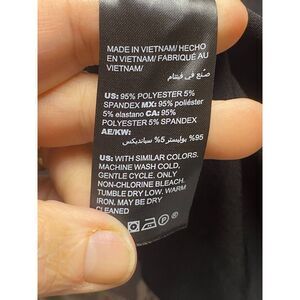 MADE IN VIETNAM/ HECHO
EN VIETNAM/ FABRIQUÉ AU
VIETNAM/
صنع في فيتنام
US: 95% POLYESTER 5%
SPANDEX MX: 95% poliéster
5% elastano CA: 95%
POLYESTER 5% SPANDEX
AE/KW:
95% بوليستر 5% سبانديكس
US: WITH SIMILAR COLORS.
MACHINE WASH COLD,
GENTLE CYCLE. ONLY
NON-CHLORINE BLEACH.
TUMBLE DRY LOW. WARM
IRON. MAY BE DRY
CLEANED